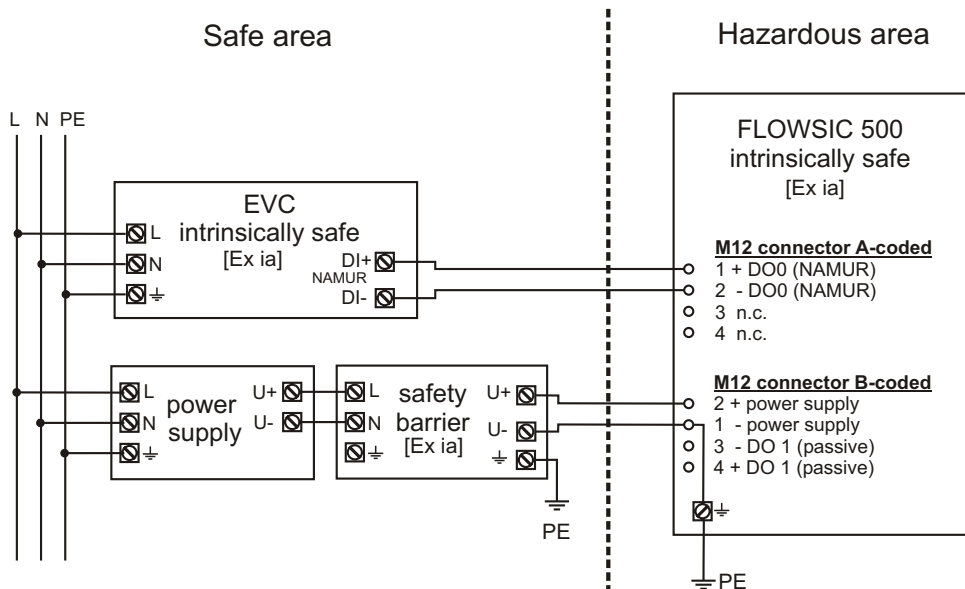 Safe area
Hazardous area
L N PE
FLOWSIC 500
intrinsically safe
[Ex ia]
EVC
intrinsically safe
[Ex ia]
L
N
DI+
NAMUR
DI-
M12 connector A-coded
1 + DO0 (NAMUR)
2 - DO0 (NAMUR)
3 n.c.
4 n.c.
power
supply
L
N
U+
U-
safety
barrier
[Ex ia]
L
N
U+
U-
PE
M12 connector B-coded
2 + power supply
1 - power supply
3 - DO 1 (passive)
4 + DO 1 (passive)
PE